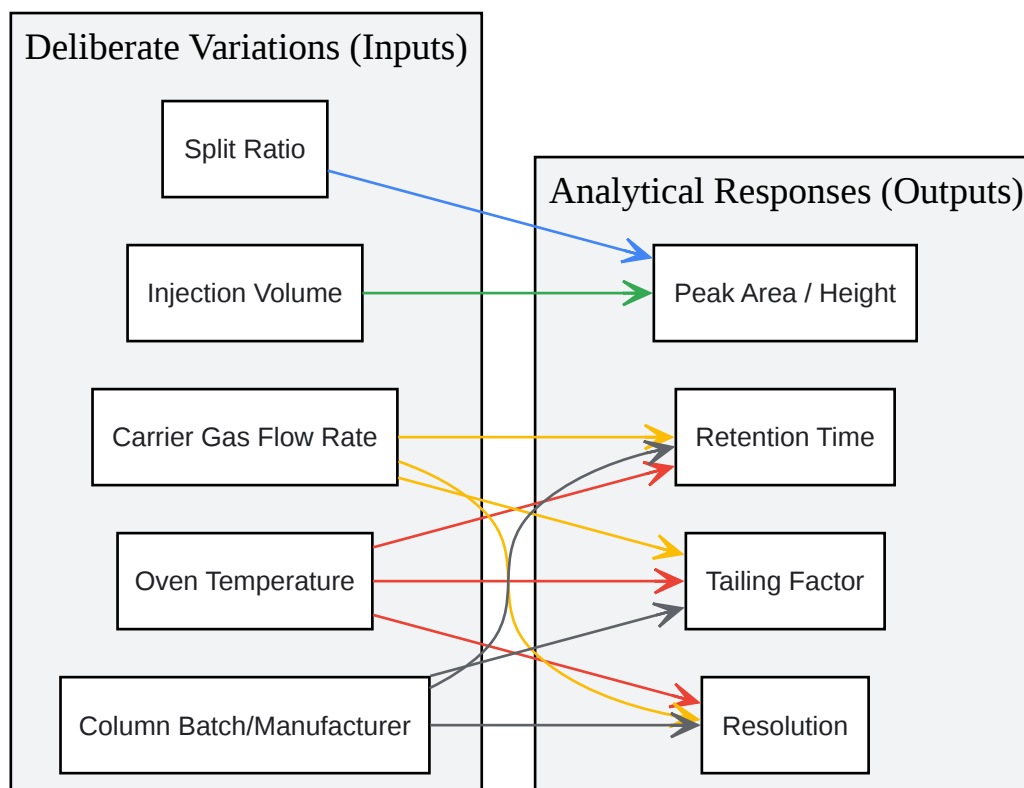 Deliberate Variations (Inputs)
Split Ratio
Injection Volume
Carrier Gas Flow Rate
Oven Temperature
Column Batch/Manufacturer
Analytical Responses (Outputs)
Peak Area / Height
Retention Time
Tailing Factor
Resolution